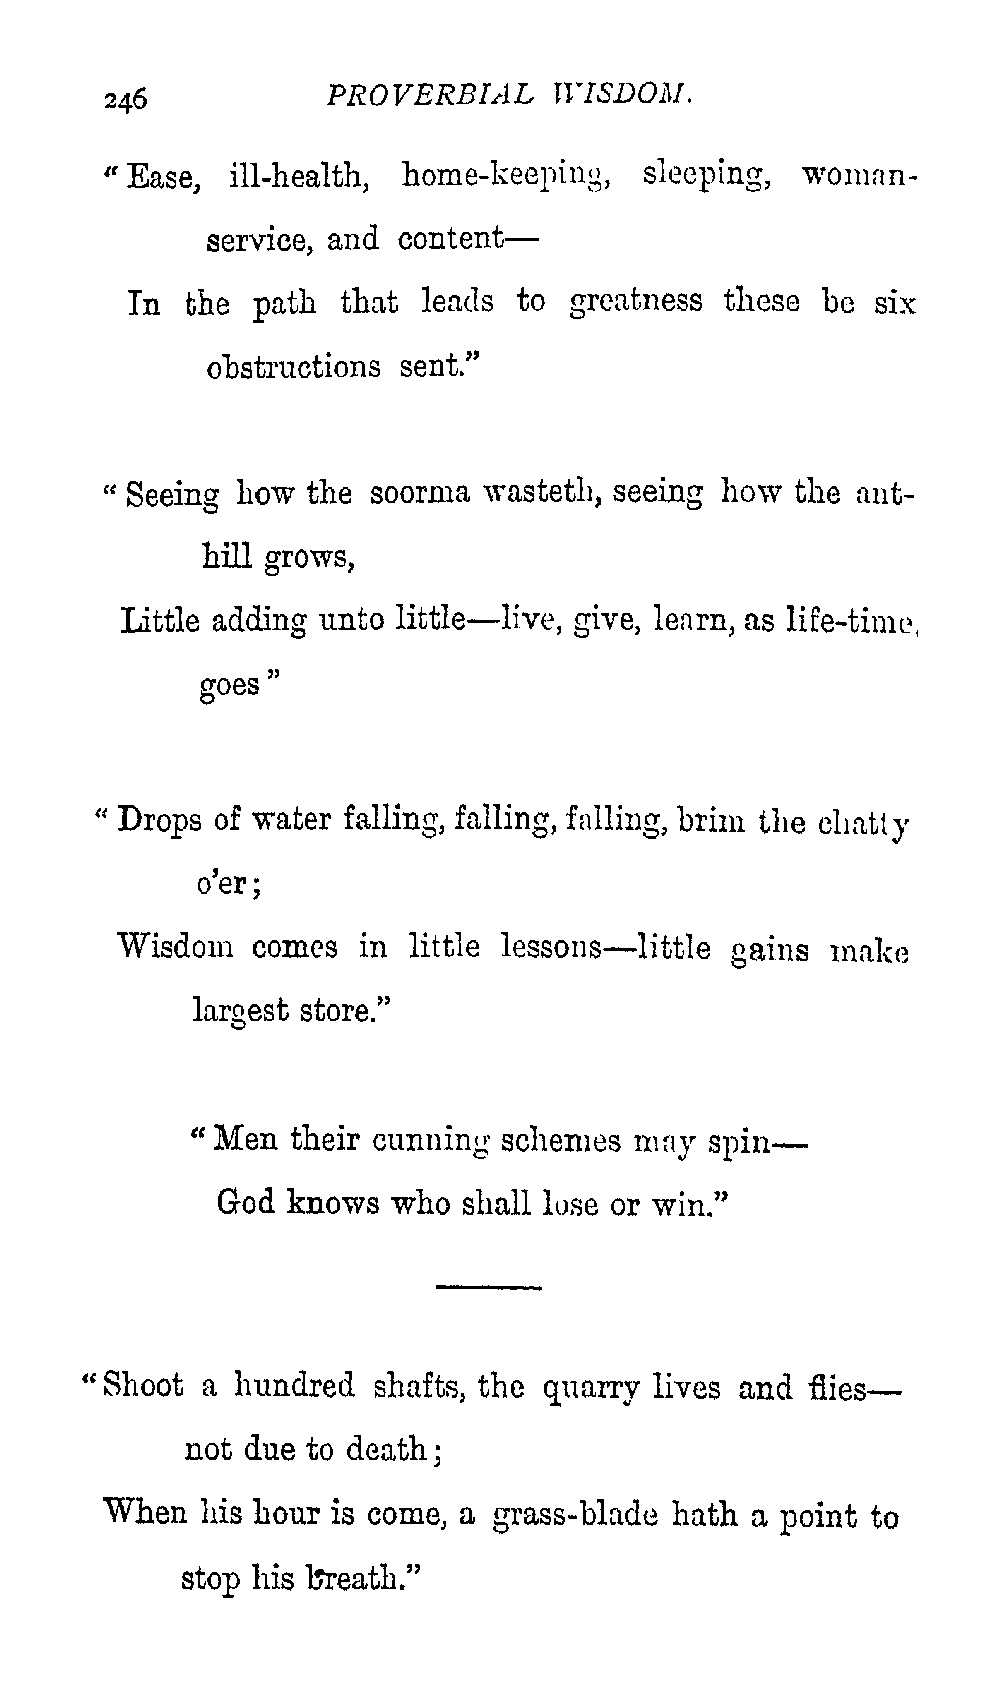 246 PROVERBIAL WISDOM.
"Ease, ill-health, home-keeping, sleeping, woman-
service, and content—
In the path that leads to greatness these be six
obstructions sent."
"Seeing how the soorma wasteth, seeing how the ant-
hill grows,
Little adding unto little—live, give, learn, as life-time,
goes"
"Drops of water falling, falling, falling, brim the chatty
o'er;
Wisdom comes in little lessons—little gains make
largest store."
"Men their cunning schemes may spin—
God knows who shall lose or win."
"Shoot a hundred shafts, the quarry lives and flies—
not due to death;
When his hour is come, a grass-blade hath a point to
stop his breath."